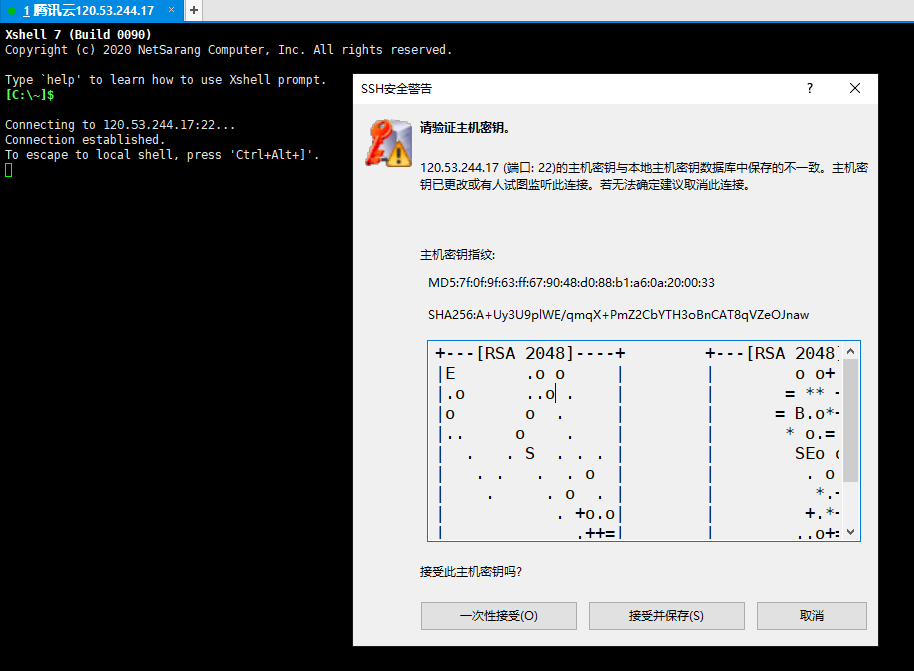 1 腾讯云120.53.244.17 × +
Xshell 7 (Build 0090)
Copyright (c) 2020 NetSarang Computer, Inc. All rights reserved.
Type `help' to learn how to use Xshell prompt.
[C:\~]$
Connecting to 120.53.244.17:22...
Connection established.
To escape to local shell, press 'Ctrl+Alt+]'.
SSH安全警告 ? ×
请验证主机密钥。
120.53.244.17 (端口: 22)的主机密钥与本地主机密钥数据库中保存的不一致。主机密
钥已更改或有人试图监听此连接。若无法确定建议取消此连接。
主机密钥指纹:
MD5:7f:0f:9f:63:ff:67:90:48:d0:88:b1:a6:0a:20:00:33
SHA256:A+Uy3U9plWE/qmqX+PmZ2CbYTH3oBnCAT8qVZeOJnaw
+---[RSA 2048]----+        +---[RSA 2048]
|E       .o o     |        |        o o+
|.o      ..o .    |        |       = **
|o       o  .     |        |      = B.o*
|..     o    .    |        |       * o.=
|  .   . S  . . . |        |        SEo
|   . .   .  . o  |        |         . o
|    .     . o  . |        |          *.
|           . +o.o|        |         +.*
|             .++=|        |        ..o+
接受此主机密钥吗?
一次性接受(O) 接受并保存(S) 取消